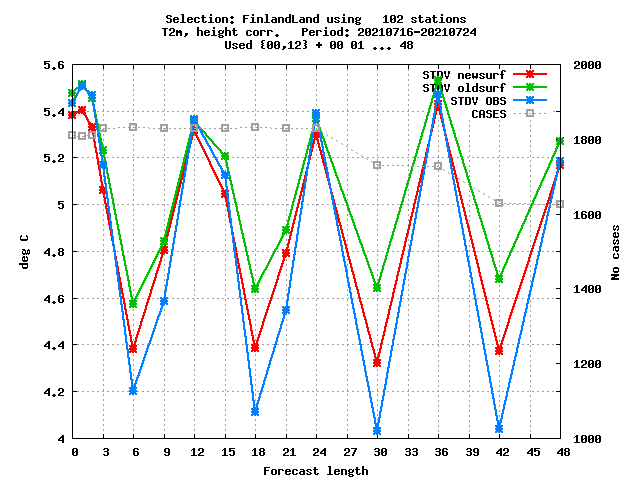 Selection: FinlandLand using   102 stations
T2m, height corr.   Period: 20210716-20210724
Used {00,12} + 00 01 ... 48
STDV newsurf
STDV oldsurf
STDV OBS
CASES
5.6
5.4
5.2
5
4.8
4.6
4.4
4.2
4
deg C
2000
1800
1600
1400
1200
1000
No cases
0 3 6 9 12 15 18 21 24 27 30 33 36 39 42 45 48
Forecast length